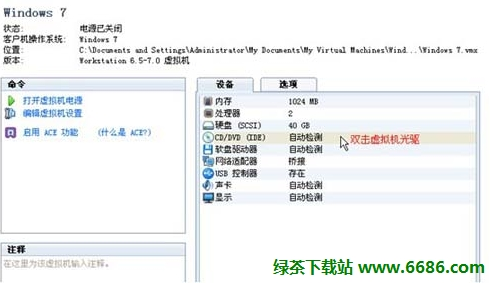 Windows 7
状态: 电源已关闭
客户机操作系统: Windows 7
位置: C:\Documents and Settings\Administrator\My Documents\My Virtual Machines\Wind...\Windows 7.vmx
版本: Workstation 6.5-7.0 虚拟机
命令
打开虚拟机电源
编辑虚拟机设置
启用 ACE 功能 (什么是 ACE?)
设备 选项
内存 1024 MB
处理器 2
硬盘 (SCSI) 40 GB
CD/DVD (IDE) 自动检测 双击虚拟机光驱
软盘驱动器 自动检测
网络适配器 桥接
USB 控制器 存在
声卡 自动检测
显示 自动检测
注释
在这里为该虚拟机输入注释。
绿茶下载站 www.6686.com